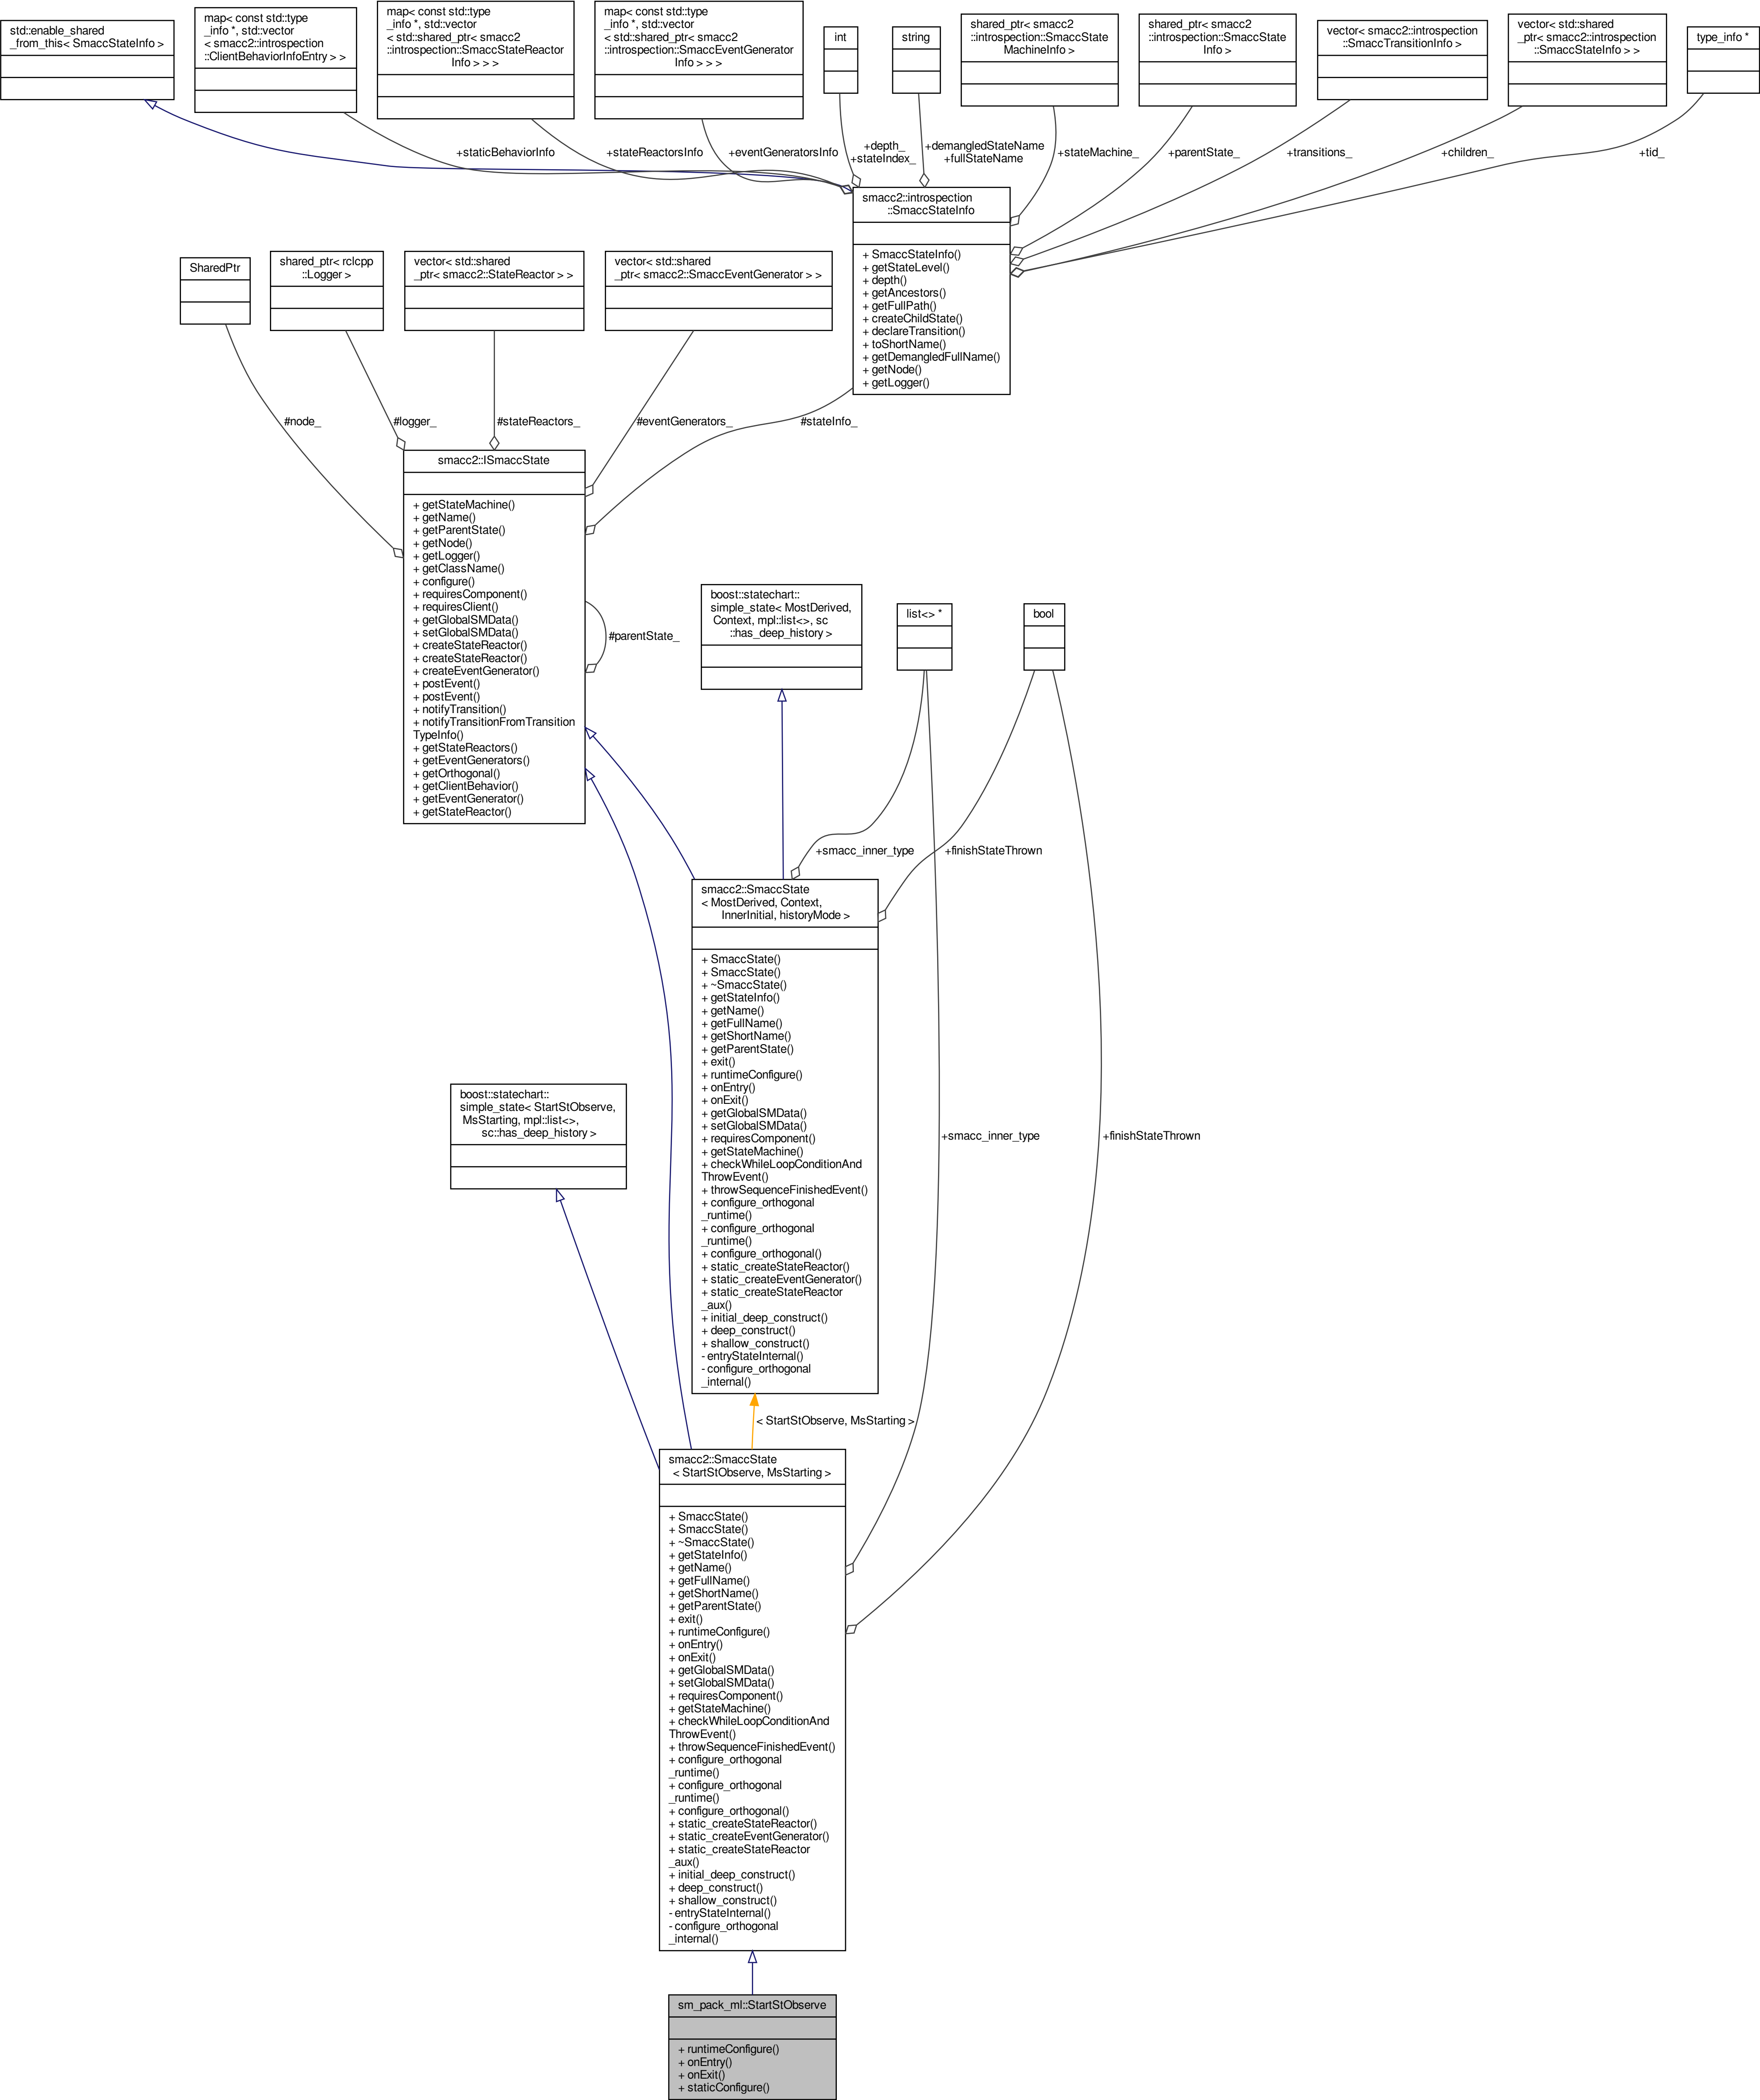 std::enable_shared
_from_this< SmaccStateInfo >
map< const std::type
_info *, std::vector
< smacc2::introspection
::ClientBehaviorInfoEntry > >
map< const std::type
_info *, std::vector
< std::shared_ptr< smacc2
::introspection::SmaccStateReactor
Info > > >
map< const std::type
_info *, std::vector
< std::shared_ptr< smacc2
::introspection::SmaccEventGenerator
Info > > >
int
string
shared_ptr< smacc2
::introspection::SmaccState
MachineInfo >
shared_ptr< smacc2
::introspection::SmaccState
Info >
vector< smacc2::introspection
::SmaccTransitionInfo >
vector< std::shared
_ptr< smacc2::introspection
::SmaccStateInfo > >
type_info *
+staticBehaviorInfo
+stateReactorsInfo
+eventGeneratorsInfo
+depth_
+stateIndex_
+demangledStateName
+fullStateName
+stateMachine_
+parentState_
+transitions_
+children_
+tid_
smacc2::introspection
::SmaccStateInfo
+ SmaccStateInfo()
+ getStateLevel()
+ depth()
+ getAncestors()
+ getFullPath()
+ createChildState()
+ declareTransition()
+ toShortName()
+ getDemangledFullName()
+ getNode()
+ getLogger()
SharedPtr
shared_ptr< rclcpp
::Logger >
vector< std::shared
_ptr< smacc2::StateReactor > >
vector< std::shared
_ptr< smacc2::SmaccEventGenerator > >
#node_
#logger_
#stateReactors_
#eventGenerators_
#stateInfo_
smacc2::ISmaccState
+ getStateMachine()
+ getName()
+ getParentState()
+ getNode()
+ getLogger()
+ getClassName()
+ configure()
+ requiresComponent()
+ requiresClient()
+ getGlobalSMData()
+ setGlobalSMData()
+ createStateReactor()
+ createStateReactor()
+ createEventGenerator()
+ postEvent()
+ postEvent()
+ notifyTransition()
+ notifyTransitionFromTransition
TypeInfo()
+ getStateReactors()
+ getEventGenerators()
+ getOrthogonal()
+ getClientBehavior()
+ getEventGenerator()
+ getStateReactor()
#parentState_
boost::statechart::
simple_state< MostDerived,
Context, mpl::list<>, sc
::has_deep_history >
list<> *
bool
+smacc_inner_type
+finishStateThrown
smacc2::SmaccState
< MostDerived, Context,
InnerInitial, historyMode >
+ SmaccState()
+ SmaccState()
+ ~SmaccState()
+ getStateInfo()
+ getName()
+ getFullName()
+ getShortName()
+ getParentState()
+ exit()
+ runtimeConfigure()
+ onEntry()
+ onExit()
+ getGlobalSMData()
+ setGlobalSMData()
+ requiresComponent()
+ getStateMachine()
+ checkWhileLoopConditionAnd
ThrowEvent()
+ throwSequenceFinishedEvent()
+ configure_orthogonal
_runtime()
+ configure_orthogonal
_runtime()
+ configure_orthogonal()
+ static_createStateReactor()
+ static_createEventGenerator()
+ static_createStateReactor
_aux()
+ initial_deep_construct()
+ deep_construct()
+ shallow_construct()
- entryStateInternal()
- configure_orthogonal
_internal()
boost::statechart::
simple_state< StartStObserve,
MsStarting, mpl::list<>,
sc::has_deep_history >
+smacc_inner_type
+finishStateThrown
< StartStObserve, MsStarting >
smacc2::SmaccState
< StartStObserve, MsStarting >
+ SmaccState()
+ SmaccState()
+ ~SmaccState()
+ getStateInfo()
+ getName()
+ getFullName()
+ getShortName()
+ getParentState()
+ exit()
+ runtimeConfigure()
+ onEntry()
+ onExit()
+ getGlobalSMData()
+ setGlobalSMData()
+ requiresComponent()
+ getStateMachine()
+ checkWhileLoopConditionAnd
ThrowEvent()
+ throwSequenceFinishedEvent()
+ configure_orthogonal
_runtime()
+ configure_orthogonal
_runtime()
+ configure_orthogonal()
+ static_createStateReactor()
+ static_createEventGenerator()
+ static_createStateReactor
_aux()
+ initial_deep_construct()
+ deep_construct()
+ shallow_construct()
- entryStateInternal()
- configure_orthogonal
_internal()
sm_pack_ml::StartStObserve
+ runtimeConfigure()
+ onEntry()
+ onExit()
+ staticConfigure()